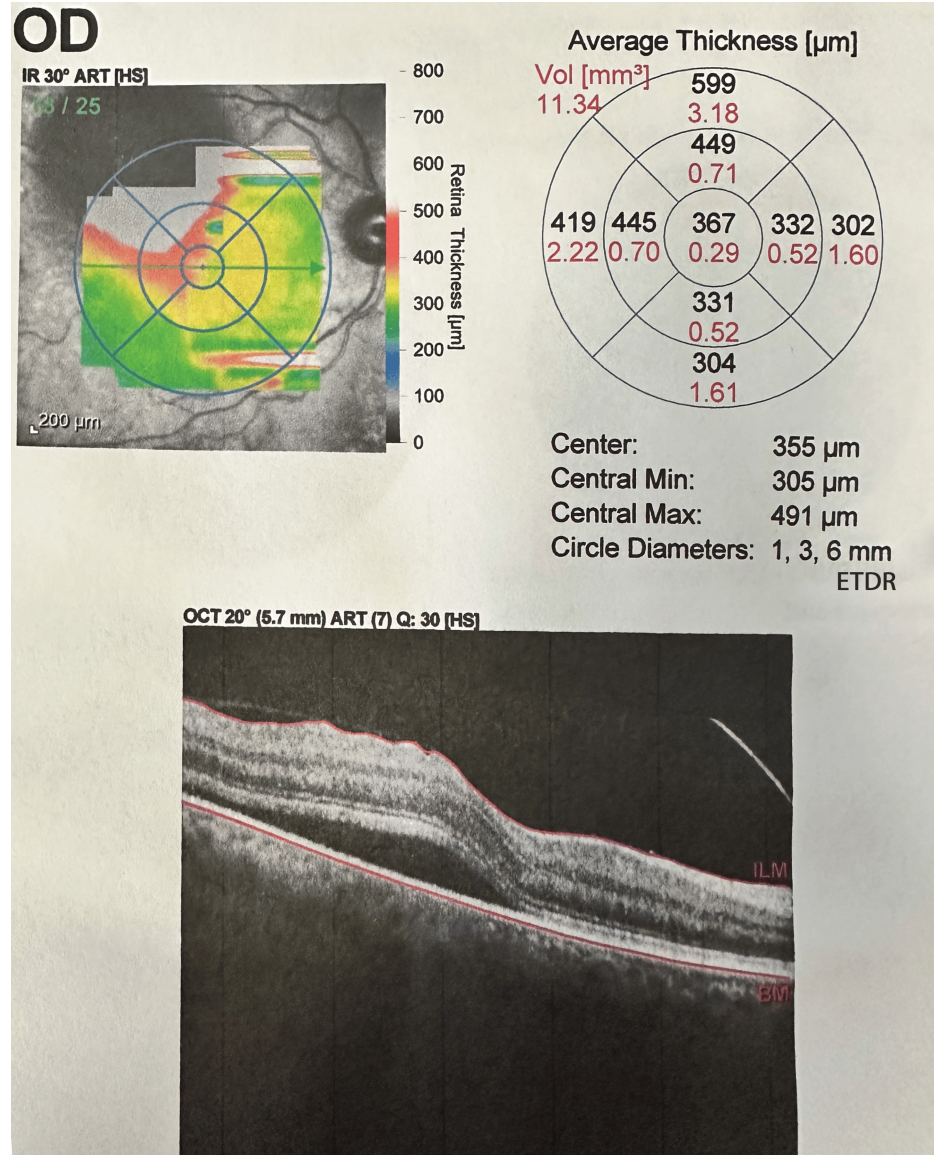 OD
IR 30° ART [HS]
/ 25
200 µm
800
700
600
500
400
300
200
100
0
Retina Thickness [µm]
Average Thickness [µm]
Vol [mm³]
11.34
599
3.18
449
0.71
419 445 367 332 302
2.22 0.70 0.29 0.52 1.60
331
0.52
304
1.61
Center: 355 µm
Central Min: 305 µm
Central Max: 491 µm
Circle Diameters: 1, 3, 6 mm
ETDR
OCT 20° (5.7 mm) ART (7) Q: 30 [HS]
ILM
BM